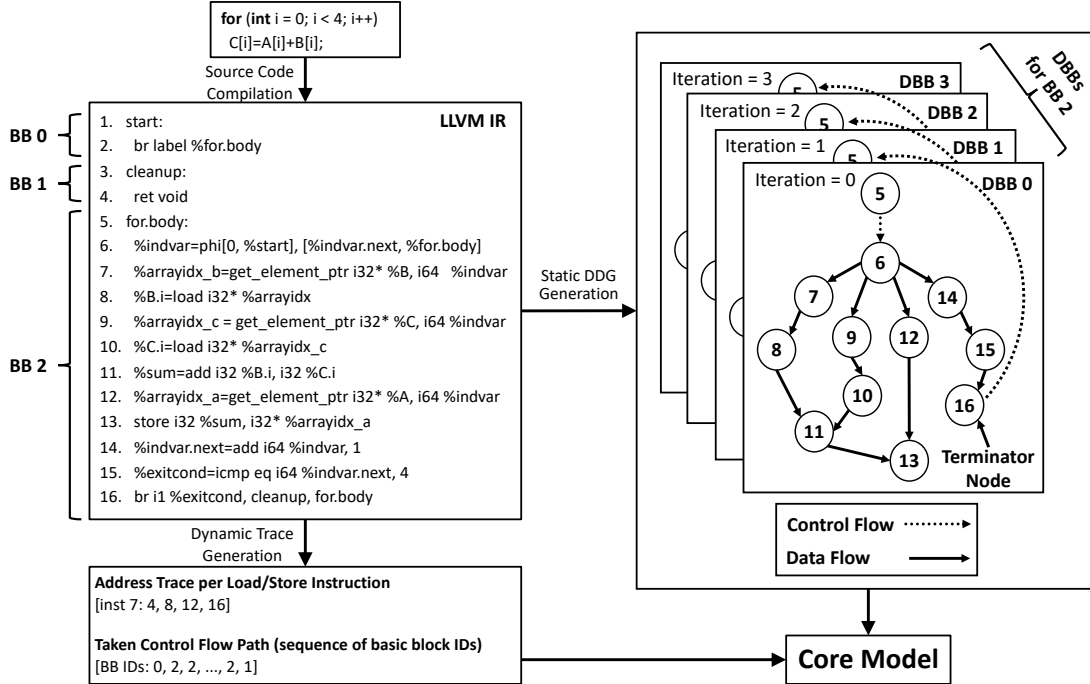 for (int i = 0; i < 4; i++)
C[i]=A[i]+B[i];
Source Code
Compilation
LLVM IR
BB 0
BB 1
BB 2
1. start:
2. br label %for.body
3. cleanup:
4. ret void
5. for.body:
6. %indvar=phi[0, %start], [%indvar.next, %for.body]
7. %arrayidx_b=get_element_ptr i32* %B, i64 %indvar
8. %B.i=load i32* %arrayidx
9. %arrayidx_c = get_element_ptr i32* %C, i64 %indvar
10. %C.i=load i32* %arrayidx_c
11. %sum=add i32 %B.i, i32 %C.i
12. %arrayidx_a=get_element_ptr i32* %A, i64 %indvar
13. store i32 %sum, i32* %arrayidx_a
14. %indvar.next=add i64 %indvar, 1
15. %exitcond=icmp eq i64 %indvar.next, 4
16. br i1 %exitcond, cleanup, for.body
Dynamic Trace
Generation
Address Trace per Load/Store Instruction
[inst 7: 4, 8, 12, 16]
Taken Control Flow Path (sequence of basic block IDs)
[BB IDs: 0, 2, 2, ..., 2, 1]
Static DDG
Generation
DBBs
for BB 2
Iteration = 3
DBB 3
5
Iteration = 2
DBB 2
5
Iteration = 1
DBB 1
5
Iteration = 0
DBB 0
5
6
7
14
8
9
12
15
10
16
11
13
Terminator
Node
Control Flow
Data Flow
Core Model